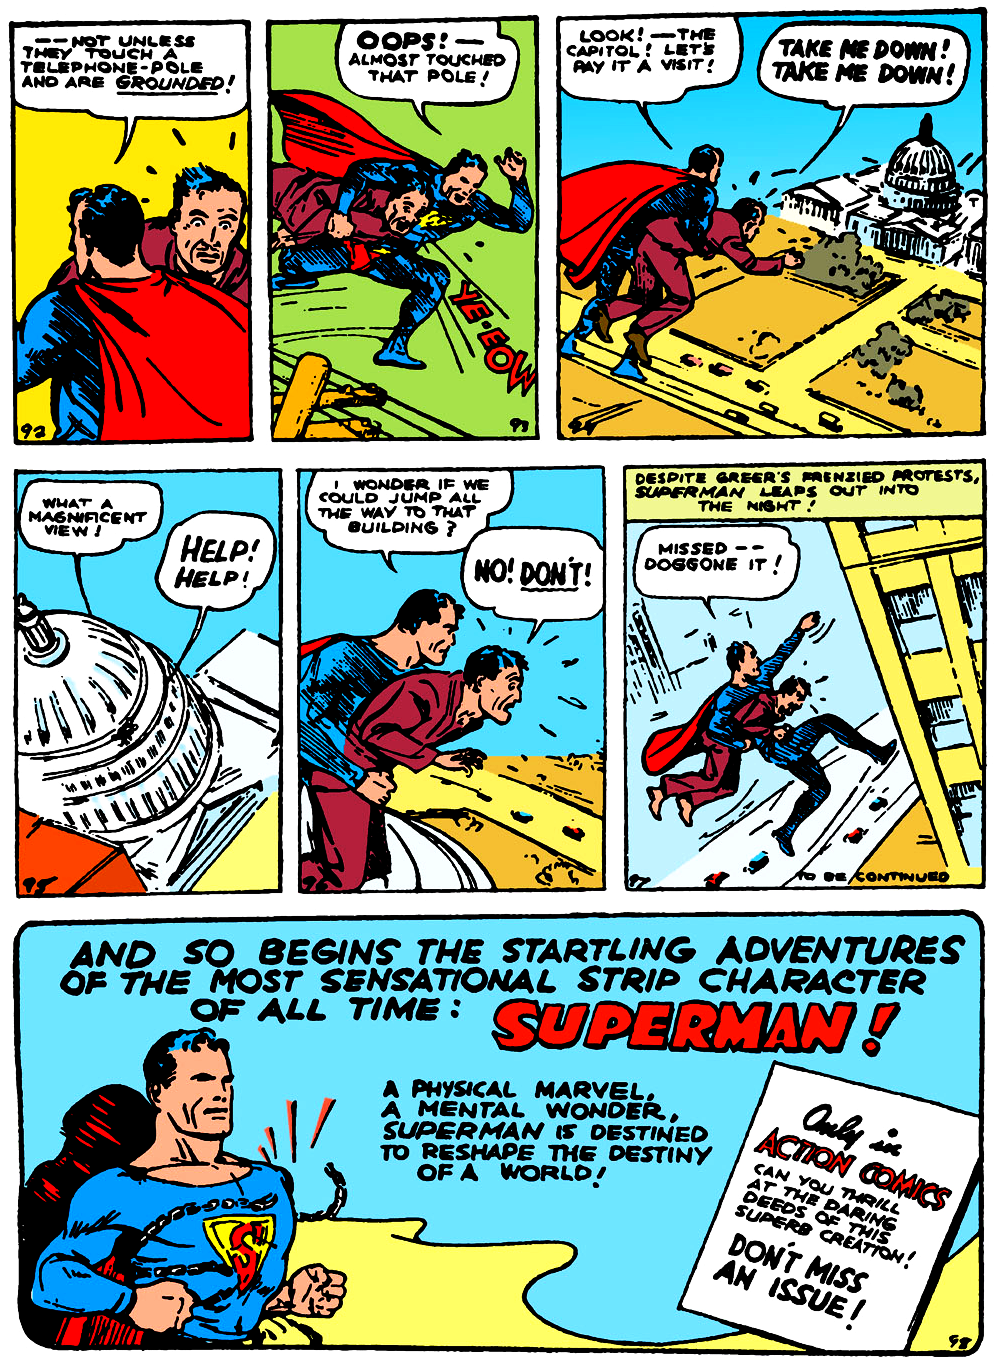 ——NOT UNLESS
THEY TOUCH A
TELEPHONE-POLE
AND ARE GROUNDED!
92
OOPS!—
ALMOST TOUCHED
THAT POLE!
YE-EOW
93
LOOK!—THE
CAPITOL! LET'S
PAY IT A VISIT!
TAKE ME DOWN!
TAKE ME DOWN!
94
WHAT A
MAGNIFICENT
VIEW!
HELP!
HELP!
95
I WONDER IF WE
COULD JUMP ALL
THE WAY TO THAT
BUILDING?
NO! DON'T!
96
DESPITE GREER'S FRENZIED PROTESTS,
SUPERMAN LEAPS OUT INTO
THE NIGHT!
MISSED ——
DOGGONE IT!
97
TO BE CONTINUED
AND SO BEGINS THE STARTLING ADVENTURES
OF THE MOST SENSATIONAL STRIP CHARACTER
OF ALL TIME: SUPERMAN!
A PHYSICAL MARVEL,
A MENTAL WONDER,
SUPERMAN IS DESTINED
TO RESHAPE THE DESTINY
OF A WORLD!
S
Only in
ACTION COMICS
CAN YOU THRILL
AT THE DARING
DEEDS OF THIS
SUPERB CREATION!
DON'T MISS
AN ISSUE!
98